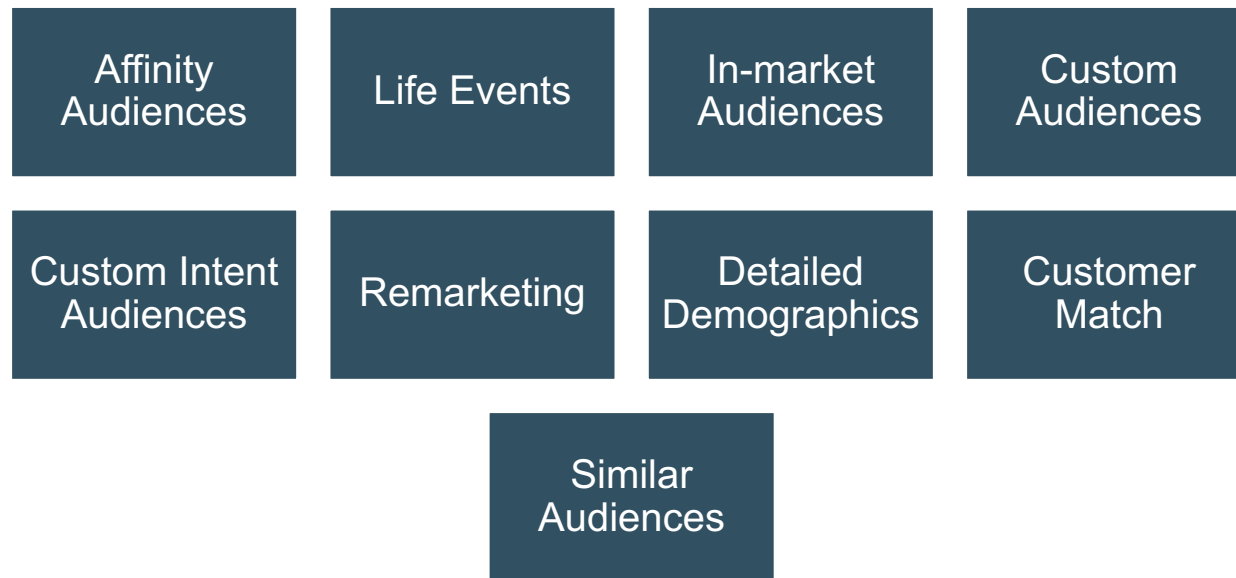 Affinity
Audiences
Life Events
In-market
Audiences
Custom
Audiences
Custom Intent
Audiences
Remarketing
Detailed
Demographics
Customer
Match
Similar
Audiences